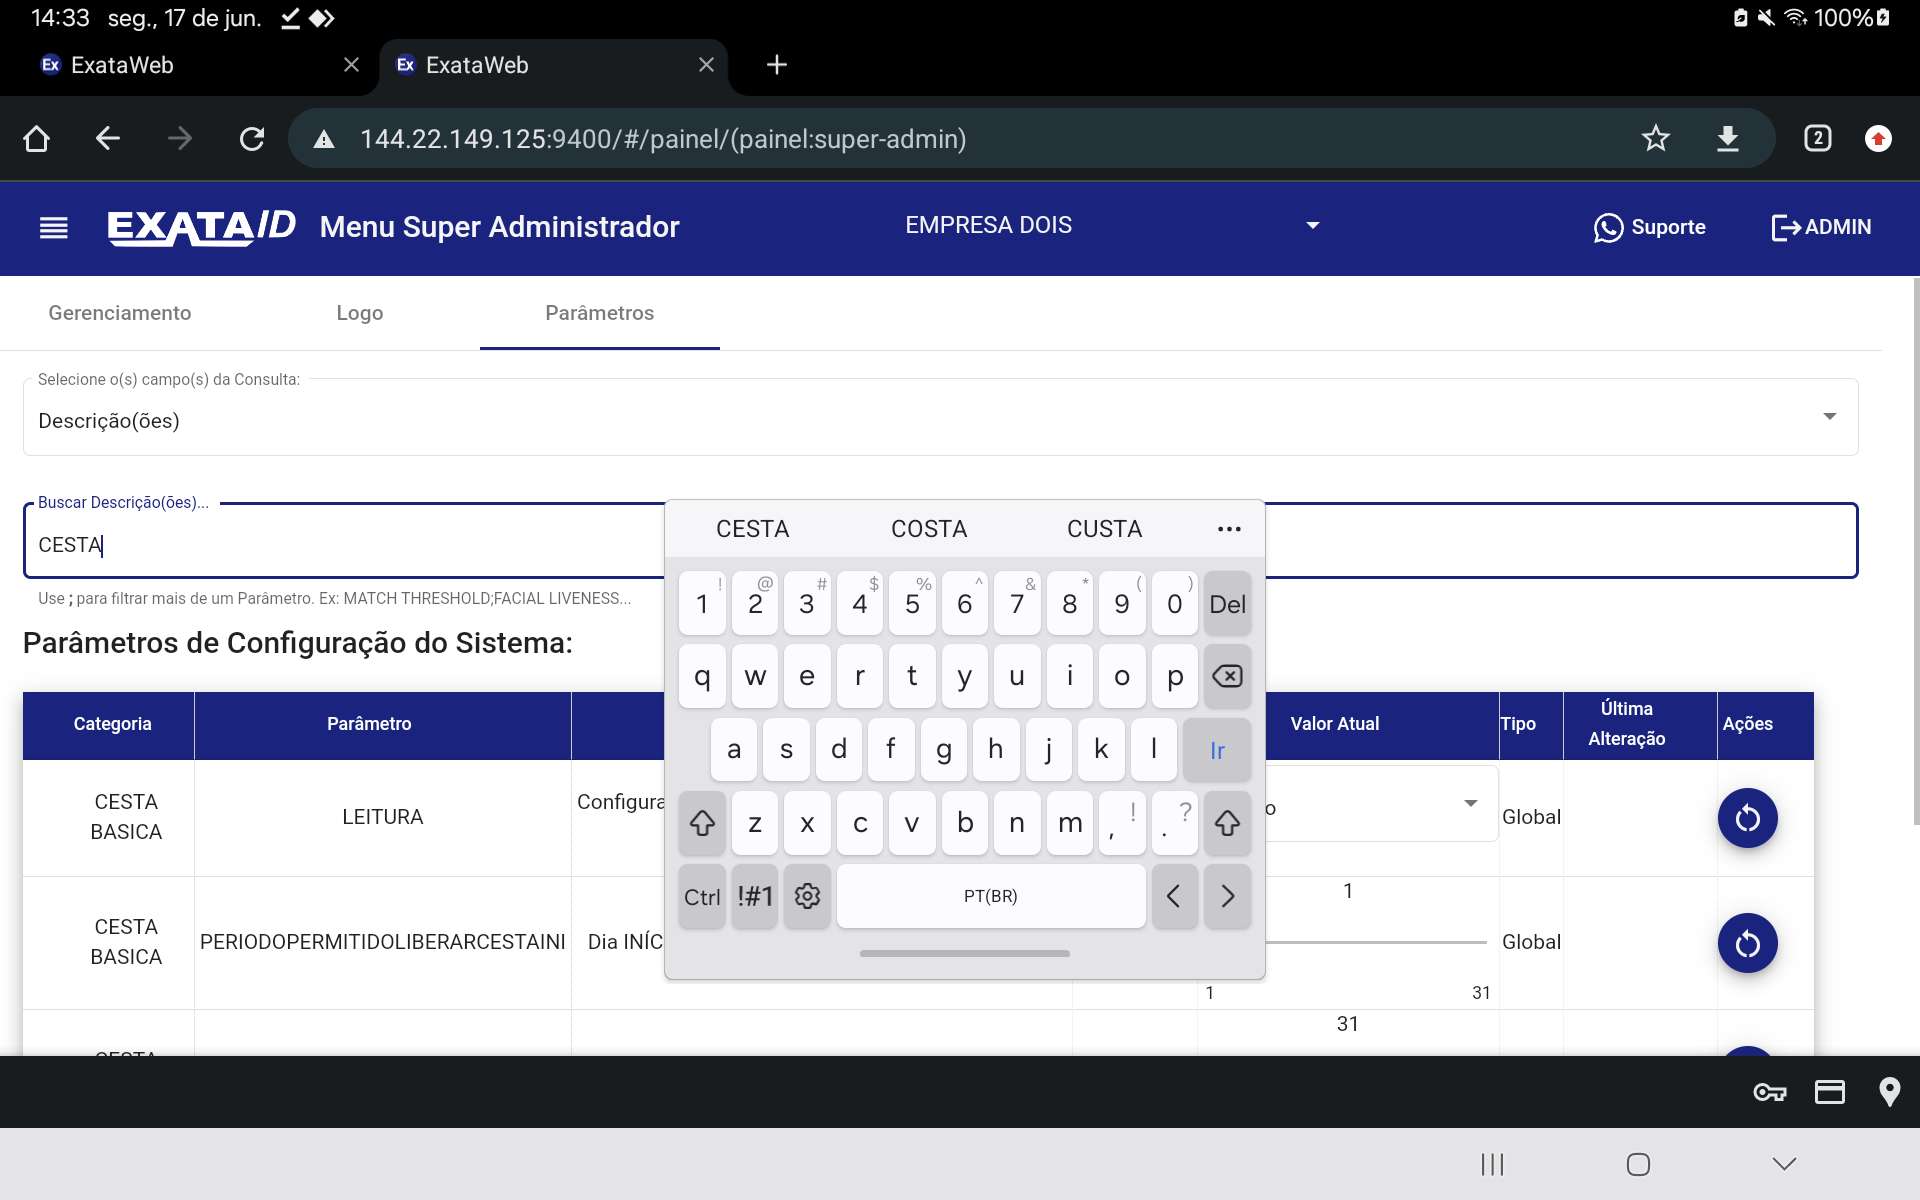 14:33 seg., 17 de jun. 100%
Ex ExataWeb Ex ExataWeb
144.22.149.125:9400/#/painel/(painel:super-admin) 2
EXATAID Menu Super Administrador EMPRESA DOIS Suporte ADMIN
Gerenciamento Logo Parâmetros
Selecione o(s) campo(s) da Consulta:
Descrição(ões)
Buscar Descrição(ões)...
CESTA
Use ; para filtrar mais de um Parâmetro. Ex: MATCH THRESHOLD;FACIAL LIVENESS...
Parâmetros de Configuração do Sistema:
Categoria Parâmetro Valor Atual Tipo Última Alteração Ações
CESTA BASICA LEITURA Configura o Global
CESTA BASICA PERIODOPERMITIDOLIBERARCESTAINI Dia INÍC 1 Global
1 31
31
CESTA
CESTA COSTA CUSTA
! @ # $ % ^ & * ( )
1 2 3 4 5 6 7 8 9 0 Del
q w e r t y u i o p
a s d f g h j k l Ir
z x c v b n m , ! . ?
Ctrl !#1 PT(BR) < >